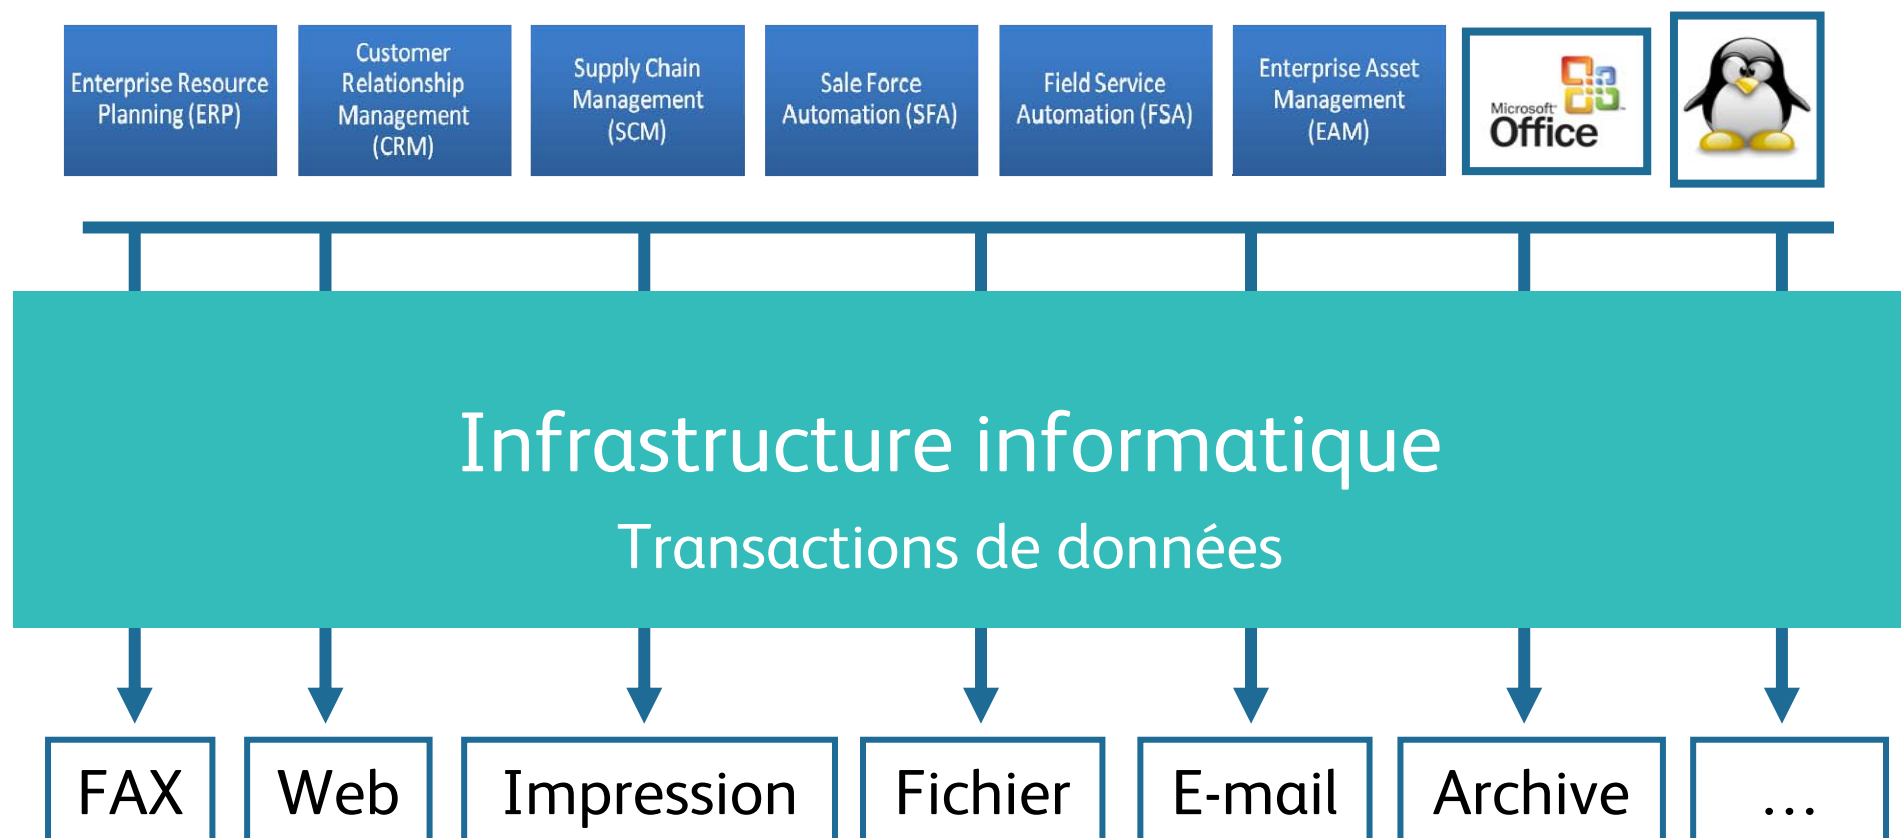 Enterprise Resource
Planning (ERP)
Customer
Relationship
Management
(CRM)
Supply Chain
Management
(SCM)
Sale Force
Automation (SFA)
Field Service
Automation (FSA)
Enterprise Asset
Management
(EAM)
Microsoft
Office
Infrastructure informatique
Transactions de données
FAX
Web
Impression
Fichier
E-mail
Archive
...